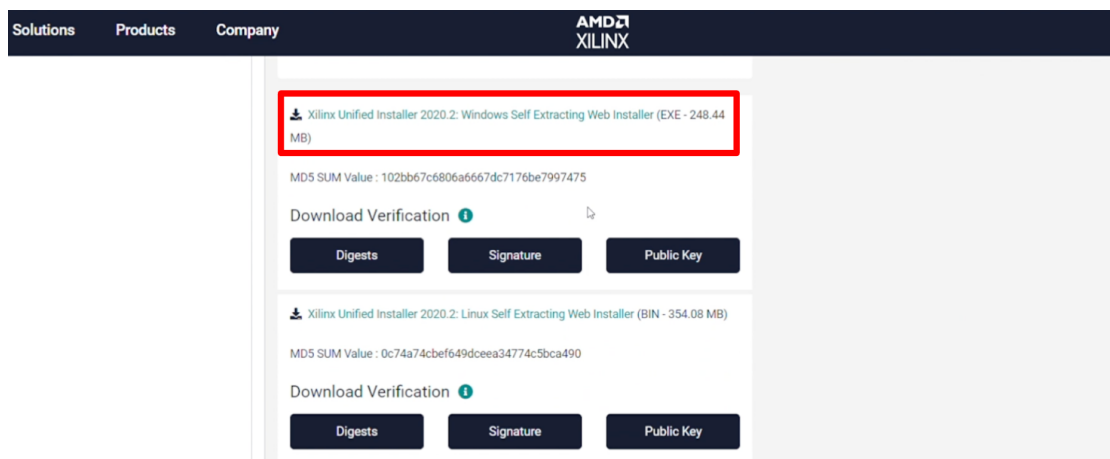 Solutions Products Company
AMD
XILINX
Xilinx Unified Installer 2020.2: Windows Self Extracting Web Installer (EXE - 248.44
MB)
MD5 SUM Value : 102bb67c6806a6667dc7176be7997475
Download Verification
Digests Signature Public Key
Xilinx Unified Installer 2020.2: Linux Self Extracting Web Installer (BIN - 354.08 MB)
MD5 SUM Value : 0c74a74cbef649dceea34774c5bca490
Download Verification
Digests Signature Public Key